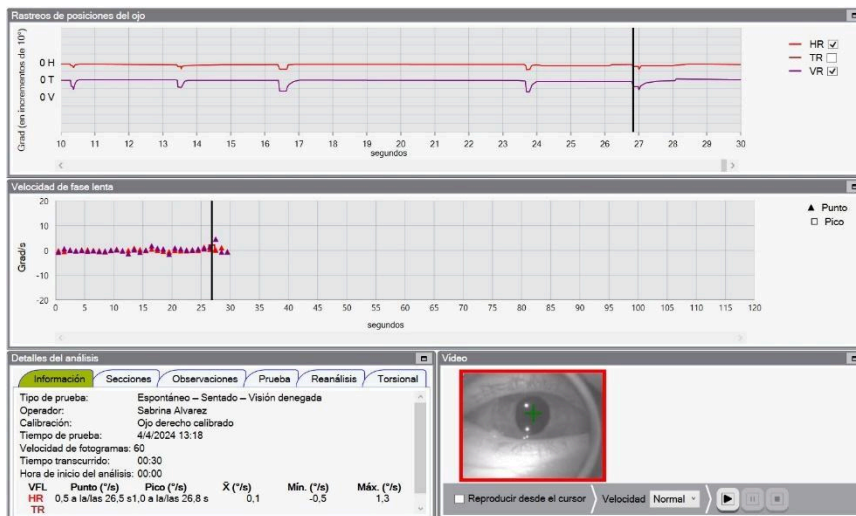 Rastreos de posiciones del ojo
Grad (en incrementos de 10°)
0 H
0 T
0 V
10 11 12 13 14 15 16 17 18 19 20 21 22 23 24 25 26 27 28 29 30
segundos
HR
TR
VR
Velocidad de fase lenta
Grad/s
20
10
0
-10
-20
0 5 10 15 20 25 30 35 40 45 50 55 60 65 70 75 80 85 90 95 100 105 110 115 120
segundos
Punto
Pico
Detalles del análisis
Información Secciones Observaciones Prueba Reanálisis Torsional
Tipo de prueba: Espontáneo – Sentado – Visión denegada
Operador: Sabrina Alvarez
Calibración: Ojo derecho calibrado
Tiempo de prueba: 4/4/2024 13:18
Velocidad de fotogramas: 60
Tiempo transcurrido: 00:30
Hora de inicio del análisis: 00:00
VFL Punto (°/s) Pico (°/s) X̄ (°/s) Mín. (°/s) Máx. (°/s)
HR 0,5 a la/las 26,5 s 1,0 a la/las 26,8 s 0,1 -0,5 1,3
TR
Vídeo
Reproducir desde el cursor Velocidad Normal